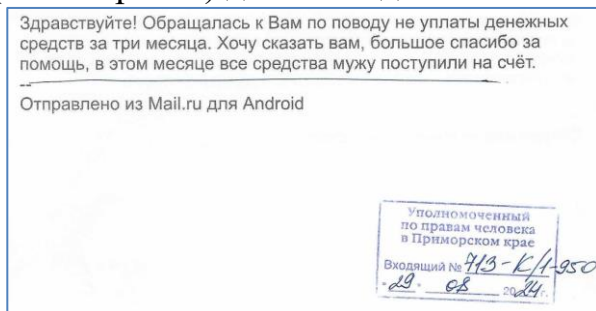 Здравствуйте! Обращалась к Вам по поводу не уплаты денежных
средств за три месяца. Хочу сказать вам, большое спасибо за
помощь, в этом месяце все средства мужу поступили на счёт.
--
Отправлено из Mail.ru для Android
Уполномоченный
по правам человека
в Приморском крае
Входящий № 713-К/1-950
"29" 08 2024 г.